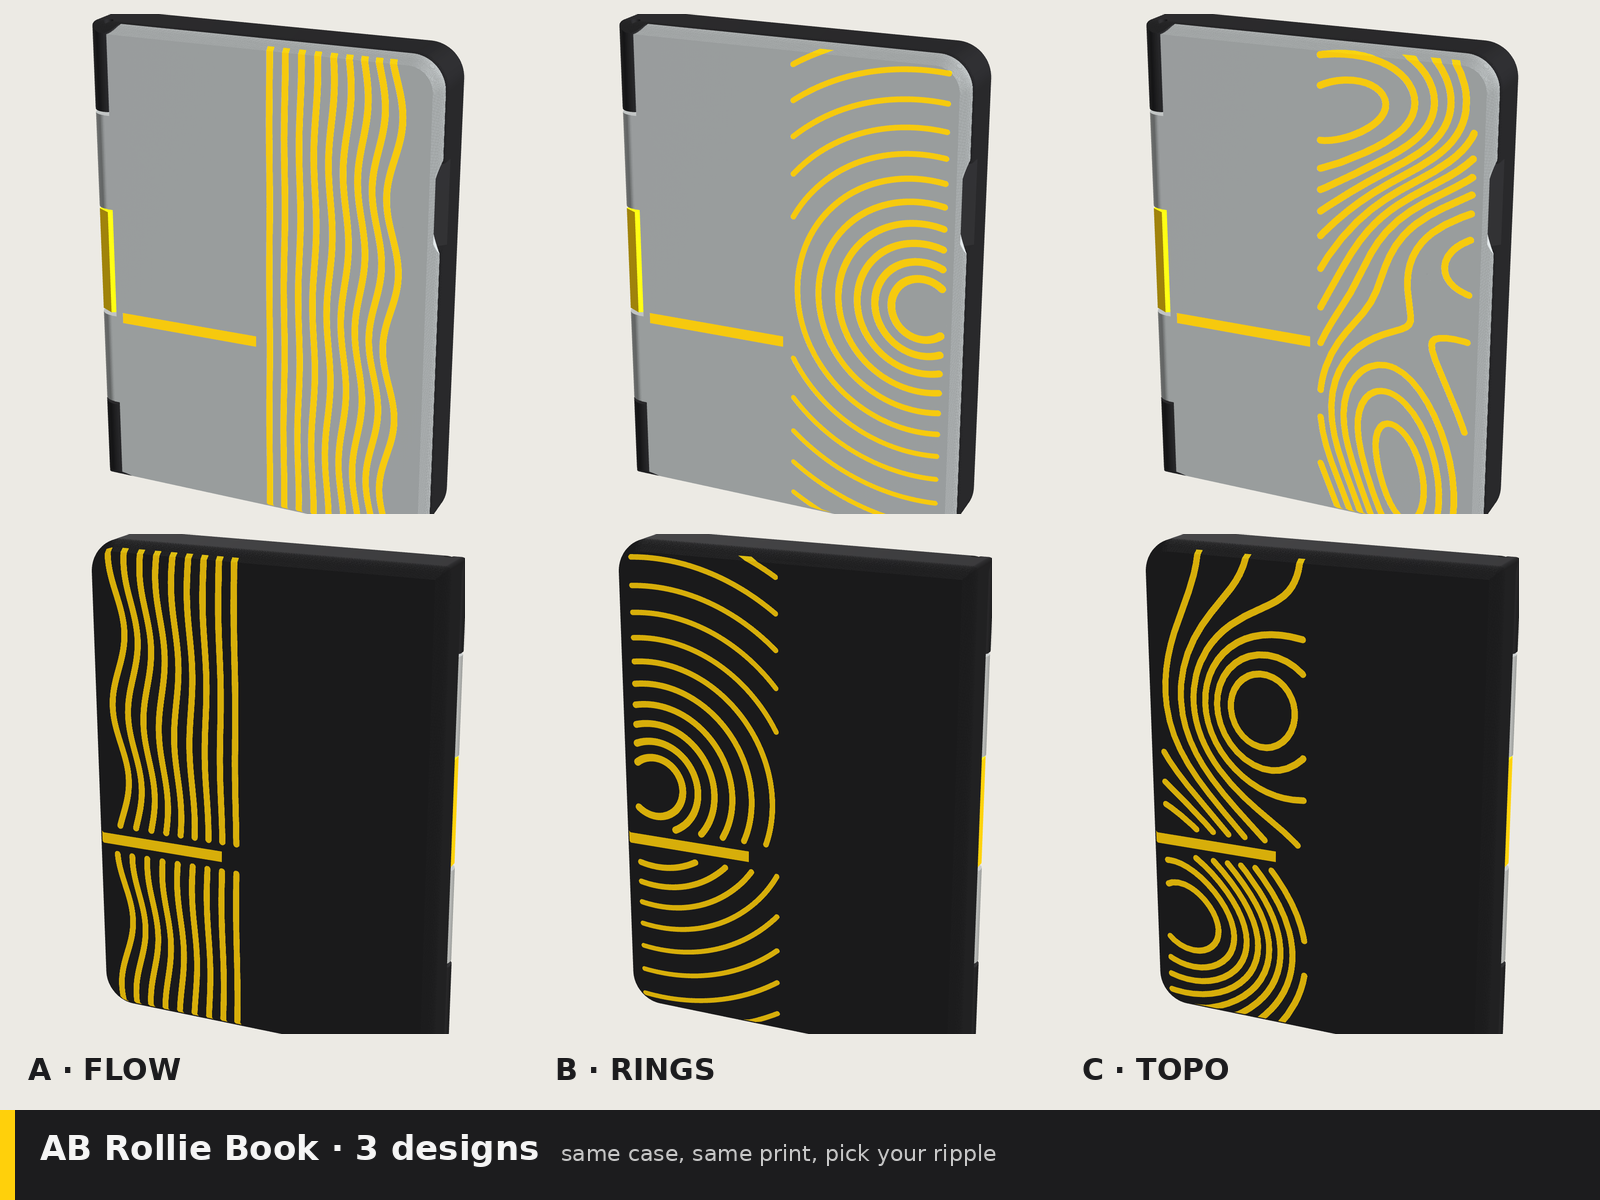 A · FLOW
B · RINGS
C · TOPO
AB Rollie Book · 3 designs same case, same print, pick your ripple